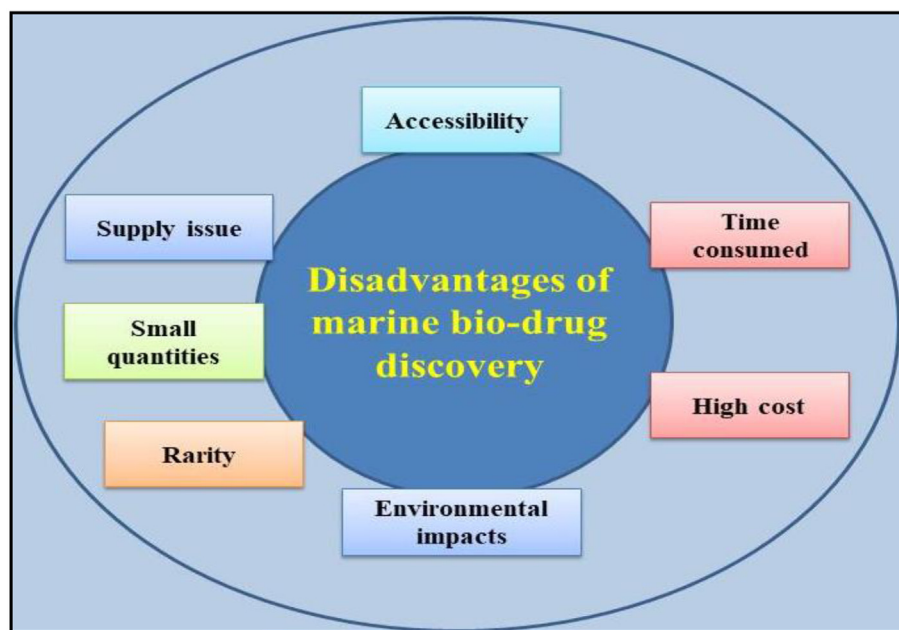 Accessibility
Supply issue
Time
consumed
Disadvantages of
marine bio-drug
discovery
Small
quantities
High cost
Rarity
Environmental
impacts